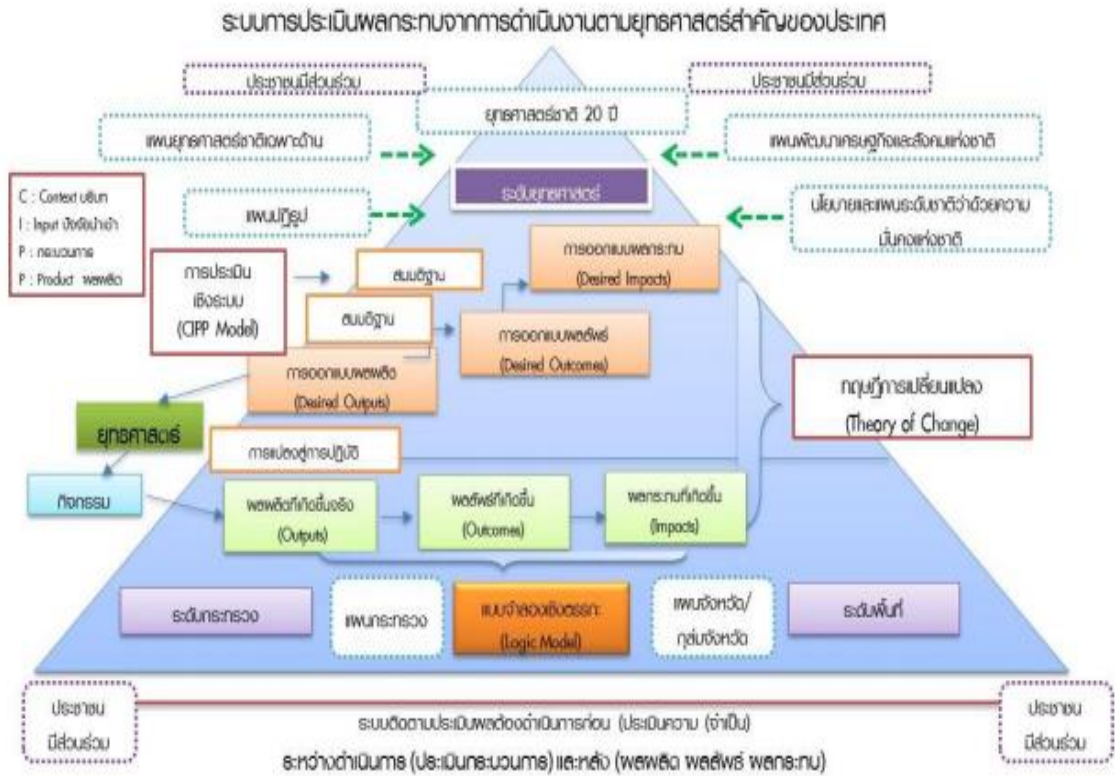 ระบบการประเมินผลกระทบจากการดำเนินงานตามยุทธศาสตร์สำคัญของประเทศ
ประชาชนมีส่วนร่วม
ประชาชนมีส่วนร่วม
ยุทธศาสตร์ชาติ 20 ปี
แผนยุทธศาสตร์ชาติเฉพาะด้าน
แผนพัฒนาเศรษฐกิจและสังคมแห่งชาติ
ระดับยุทธศาสตร์
C : Context บริบท
I : Input ปัจจัยนำเข้า
P : กระบวนการ
P : Product ผลผลิต
แผนปฏิรูป
นโยบายและแผนระดับชาติว่าด้วยความ
มั่นคงแห่งชาติ
การประเมิน
เชิงระบบ
(CIPP Model)
สมมติฐาน
การออกแบบผลกระทบ
(Desired Impacts)
สมมติฐาน
การออกแบบผลลัพธ์
(Desired Outcomes)
การออกแบบผลผลิต
(Desired Outputs)
ทฤษฎีการเปลี่ยนแปลง
(Theory of Change)
ยุทธศาสตร์
การแปลงสู่การปฏิบัติ
กิจกรรม
ผลผลิตที่เกิดขึ้นจริง
(Outputs)
ผลลัพธ์ที่เกิดขึ้น
(Outcomes)
ผลกระทบที่เกิดขึ้น
(Impacts)
ระดับกระทรวง
แผนกระทรวง
แบบจำลองเชิงตรรกะ
(Logic Model)
แผนจังหวัด/
กลุ่มจังหวัด
ระดับพื้นที่
ประชาชน
มีส่วนร่วม
ประชาชน
มีส่วนร่วม
ระบบติดตามประเมินผลต้องดำเนินการก่อน (ประเมินความ (จำเป็น)
ระหว่างดำเนินการ (ประเมินกระบวนการ) และหลัง (ผลผลิต ผลลัพธ์ ผลกระทบ)